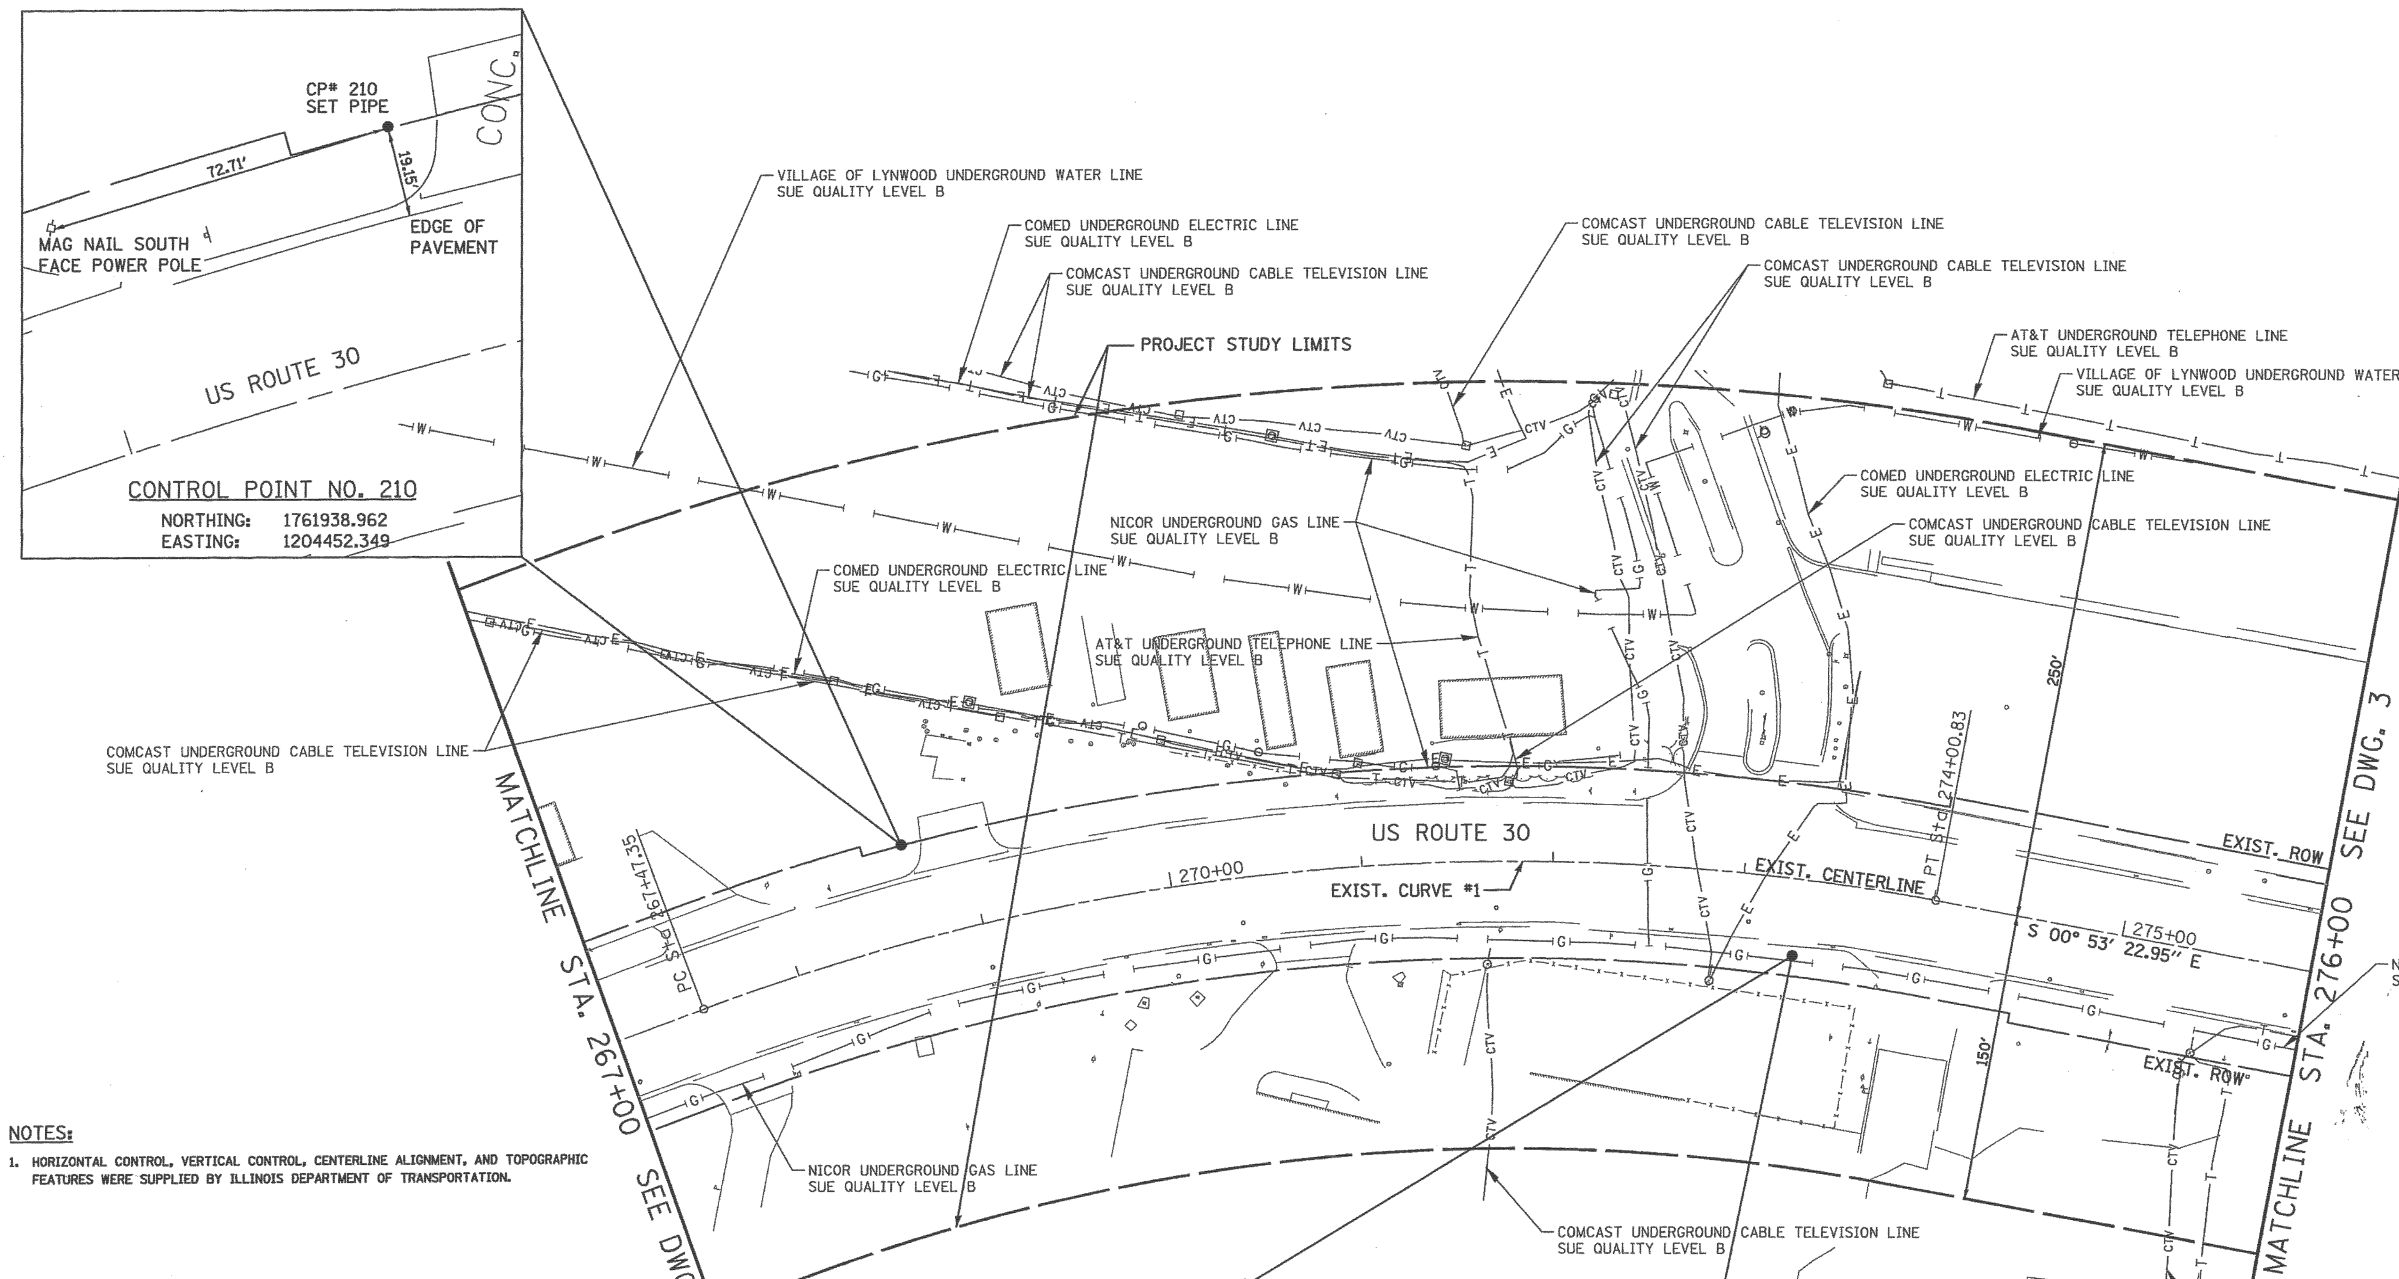 CP# 210
SET PIPE
CONC.
72.71'
19.15'
MAG NAIL SOUTH
FACE POWER POLE
EDGE OF
PAVEMENT
US ROUTE 30
CONTROL POINT NO. 210
NORTHING: 1761938.962
EASTING: 1204452.349
VILLAGE OF LYNWOOD UNDERGROUND WATER LINE
SUE QUALITY LEVEL B
COMED UNDERGROUND ELECTRIC LINE
SUE QUALITY LEVEL B
COMCAST UNDERGROUND CABLE TELEVISION LINE
SUE QUALITY LEVEL B
PROJECT STUDY LIMITS
COMCAST UNDERGROUND CABLE TELEVISION LINE
SUE QUALITY LEVEL B
COMCAST UNDERGROUND CABLE TELEVISION LINE
SUE QUALITY LEVEL B
AT&T UNDERGROUND TELEPHONE LINE
SUE QUALITY LEVEL B
VILLAGE OF LYNWOOD UNDERGROUND WATER
SUE QUALITY LEVEL B
COMED UNDERGROUND ELECTRIC LINE
SUE QUALITY LEVEL B
COMCAST UNDERGROUND CABLE TELEVISION LINE
SUE QUALITY LEVEL B
NICOR UNDERGROUND GAS LINE
SUE QUALITY LEVEL B
COMED UNDERGROUND ELECTRIC LINE
SUE QUALITY LEVEL B
AT&T UNDERGROUND TELEPHONE LINE
SUE QUALITY LEVEL B
COMCAST UNDERGROUND CABLE TELEVISION LINE
SUE QUALITY LEVEL B
250'
150'
US ROUTE 30
270+00
EXIST. CURVE #1
EXIST. CENTERLINE
EXIST. ROW
PC Sta 267+47.35
PT Sta 274+00.83
275+00
S 00° 53' 22.95" E
EXIST. ROW
MATCHLINE STA. 267+00 SEE DWG
MATCHLINE STA. 276+00 SEE DWG. 3
NICOR UNDERGROUND GAS LINE
SUE QUALITY LEVEL B
COMCAST UNDERGROUND CABLE TELEVISION LINE
SUE QUALITY LEVEL B
NOTES:
1. HORIZONTAL CONTROL, VERTICAL CONTROL, CENTERLINE ALIGNMENT, AND TOPOGRAPHIC
FEATURES WERE SUPPLIED BY ILLINOIS DEPARTMENT OF TRANSPORTATION.